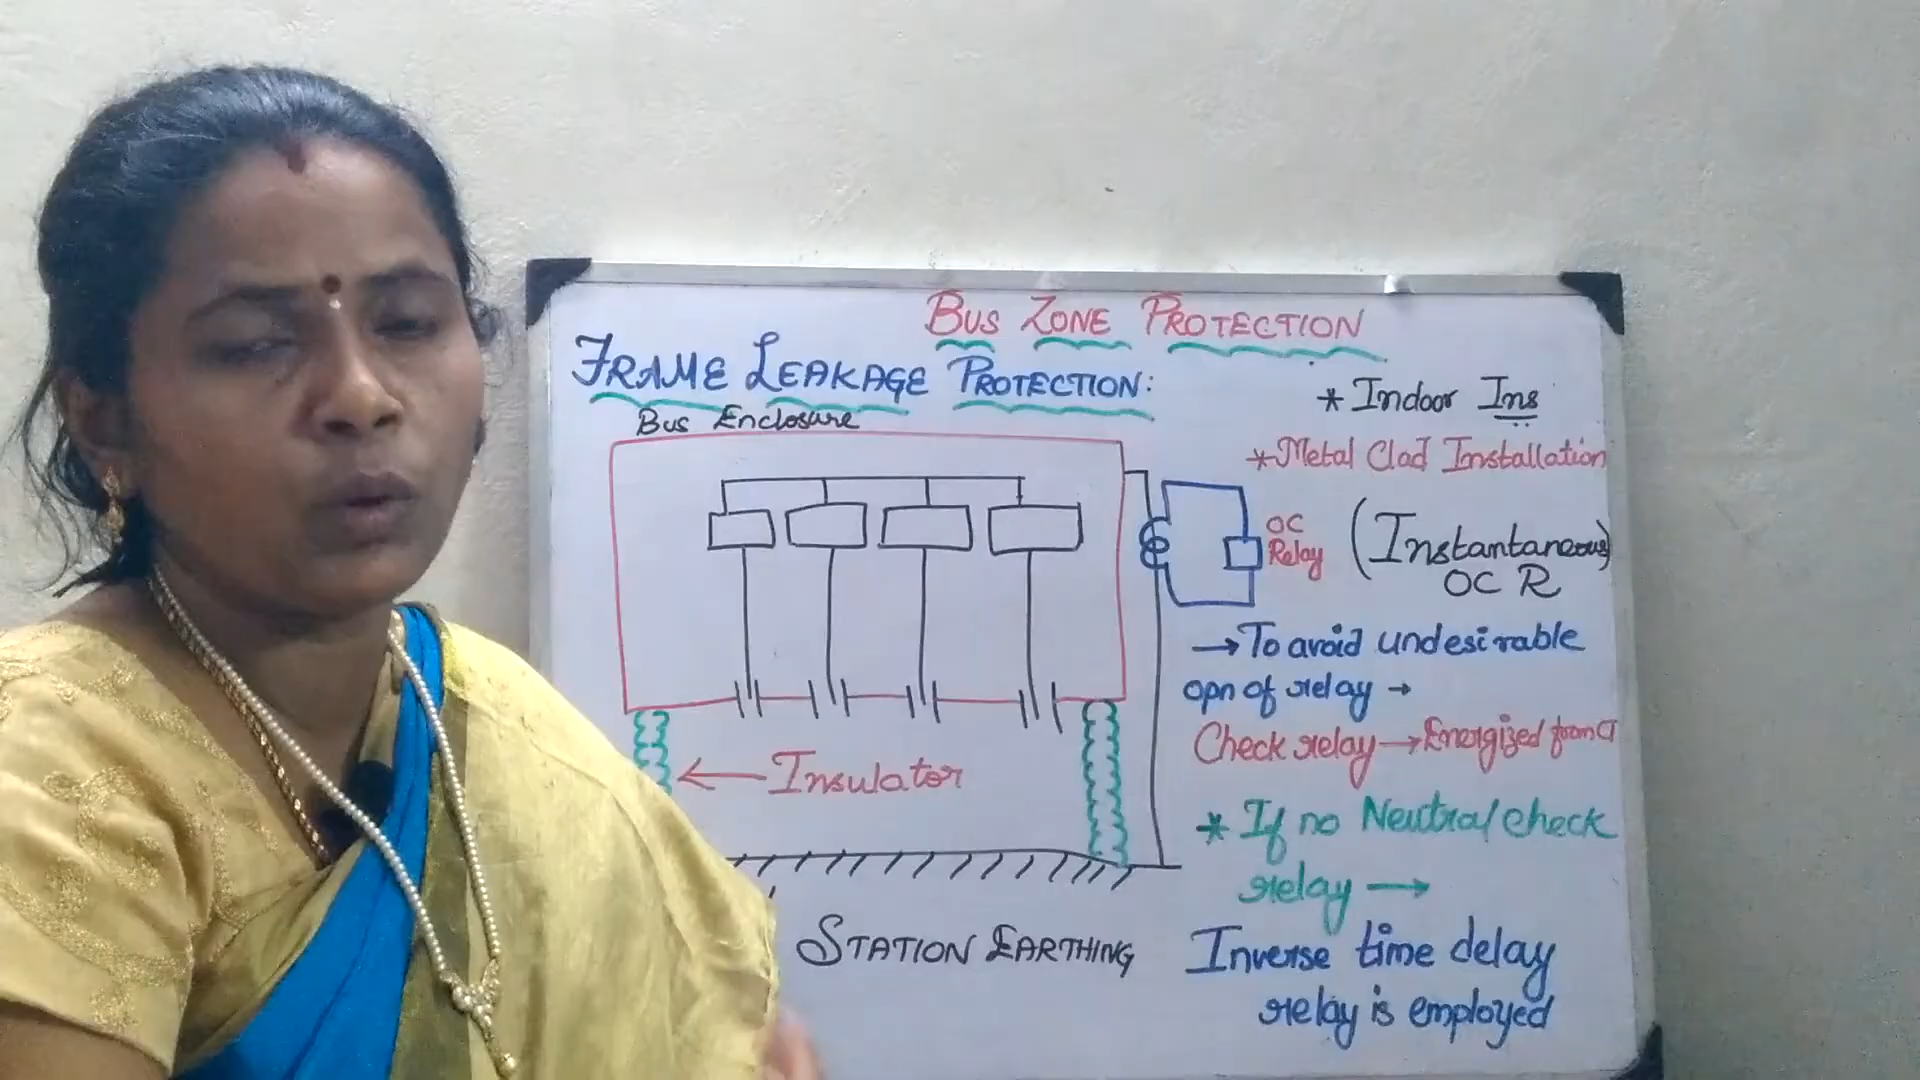 BUS ZONE PROTECTION
FRAME LEAKAGE PROTECTION:
Bus Enclosure
* Indoor Ins
* Metal Clad Installation
OC
Relay
(Instantaneous)
OC R
→ To avoid undesirable
opn of relay →
Check relay → Energized from CT
Insulator
* If no Neutral check
relay →
STATION EARTHING
Inverse time delay
relay is employed